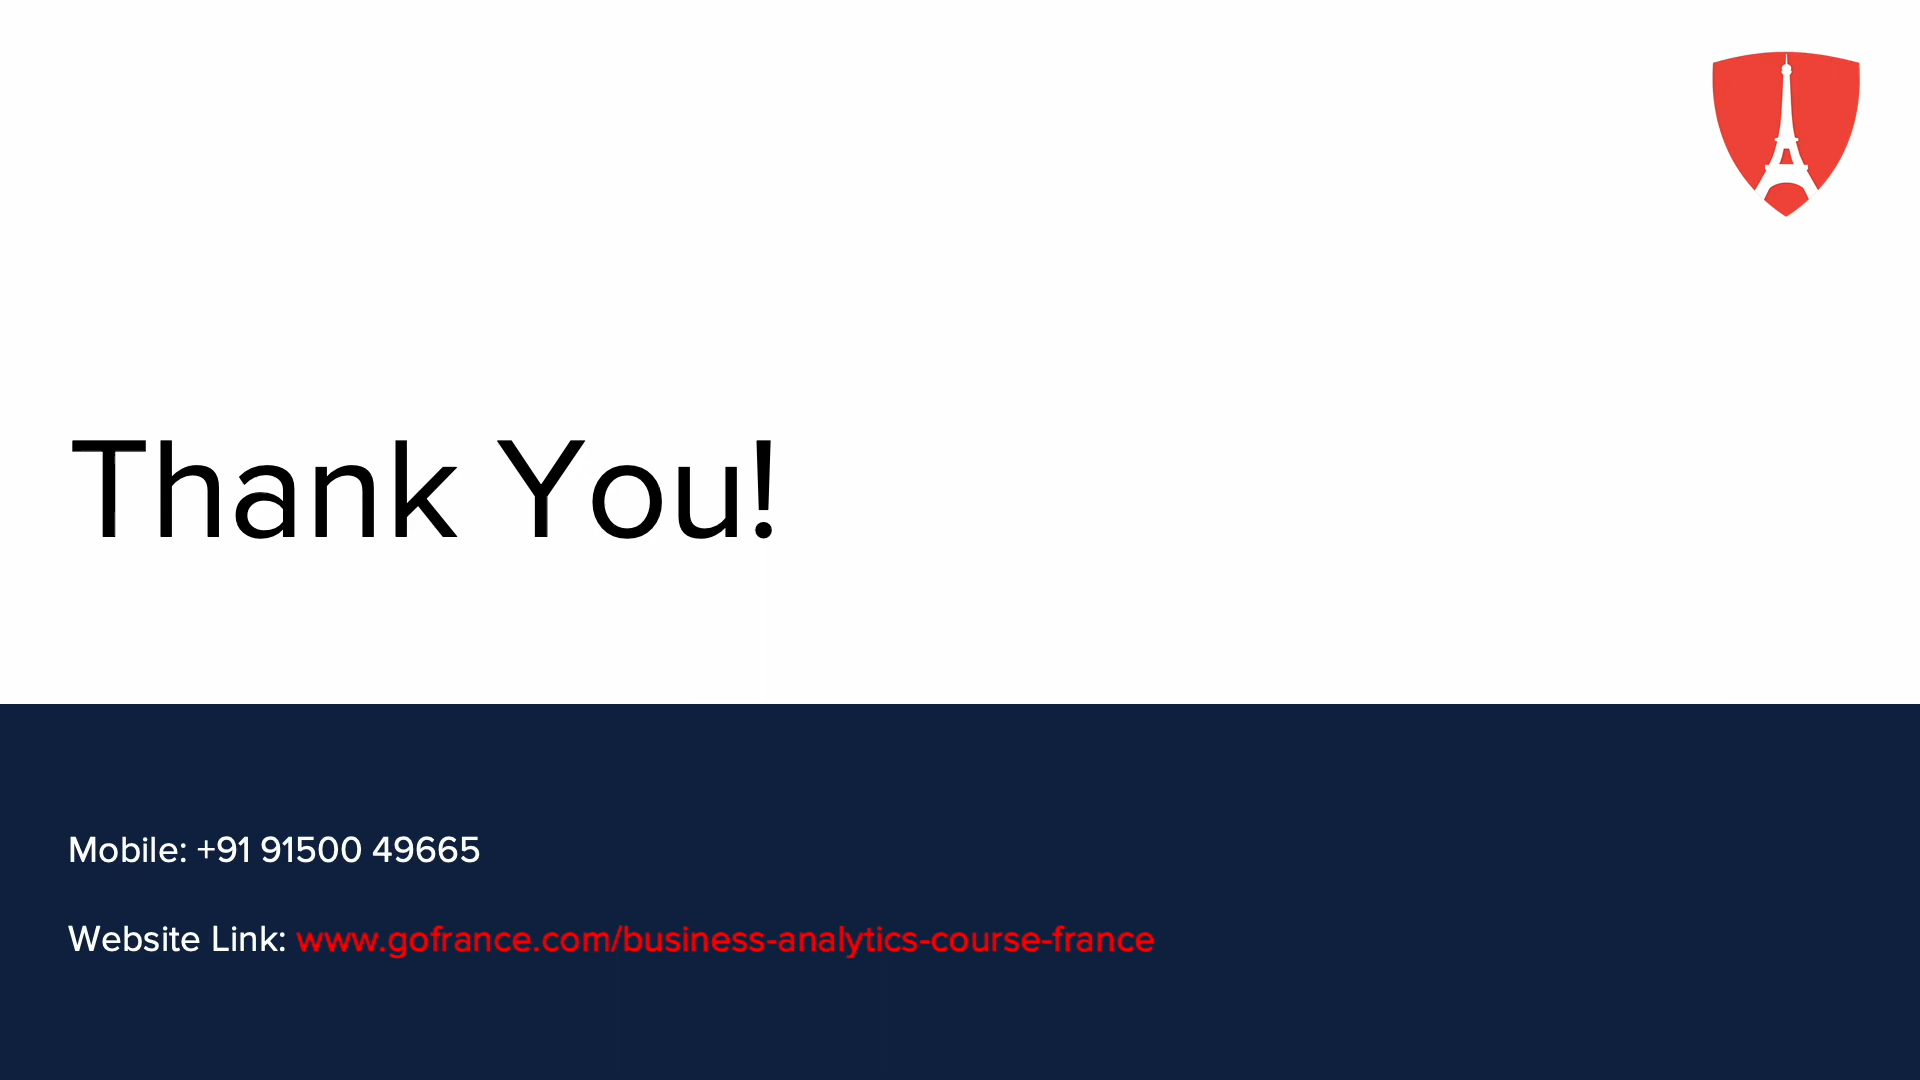 Thank You!
Mobile: +91 91500 49665
Website Link: www.gofrance.com/business-analytics-course-france